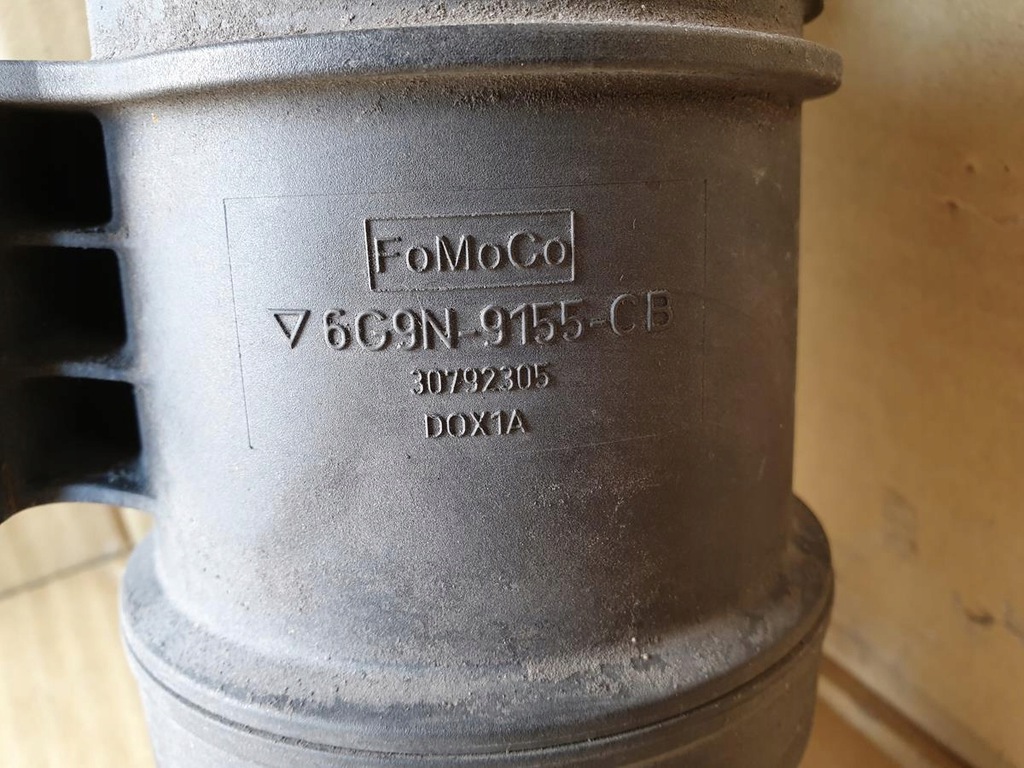 FoMoCo
▽ 6G9N-9155-CB
30792305
DOX1A